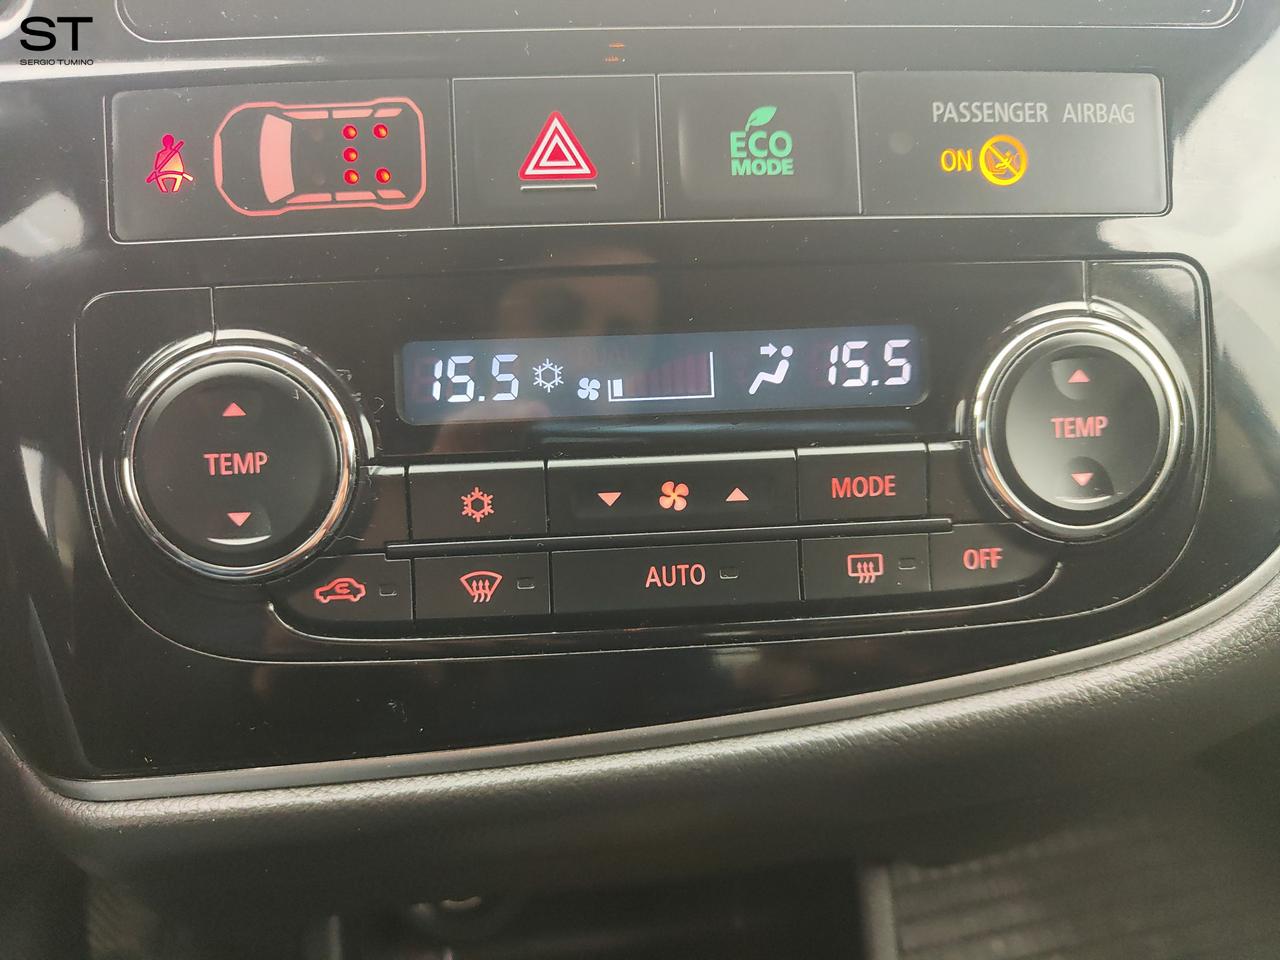 ST
SERGIO TUMINO
PASSENGER AIRBAG
ECO
MODE
ON
15.5
15.5
TEMP
TEMP
MODE
AUTO
OFF